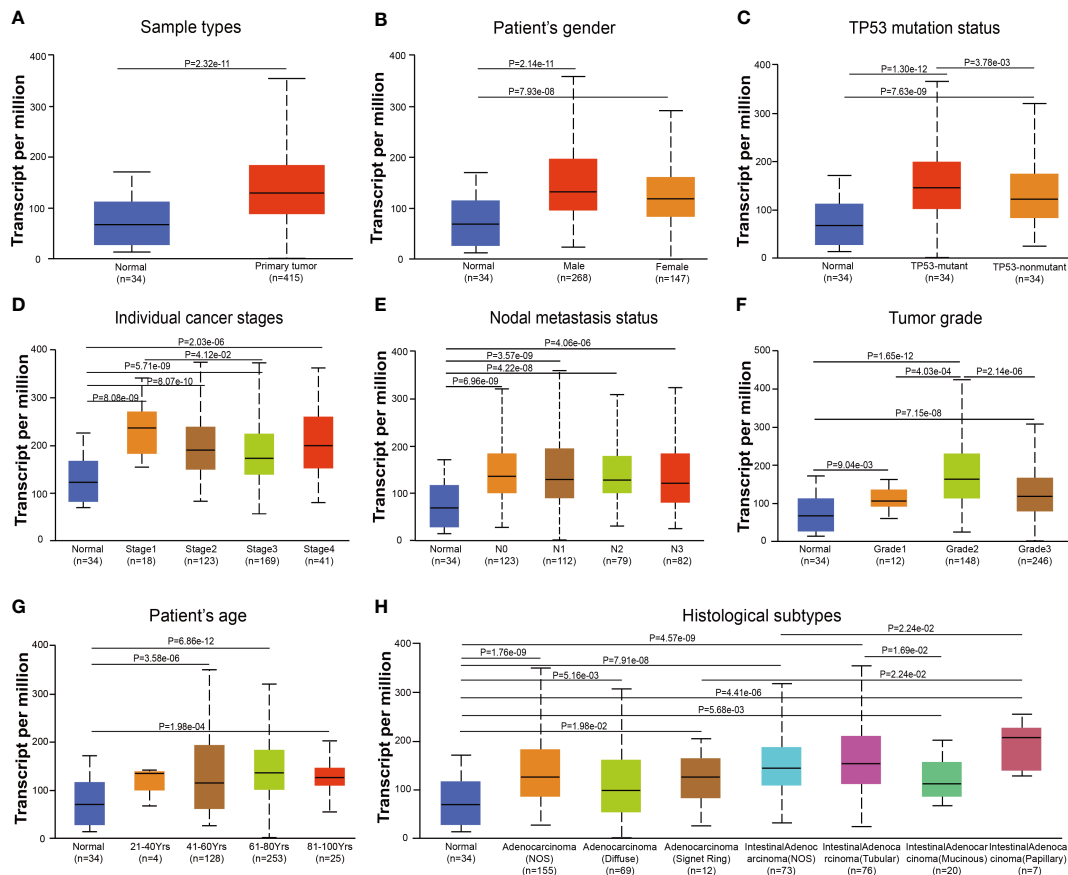 A
Sample types
Transcript per million
400
300
200
100
0
P=2.32e-11
Normal
(n=34)
Primary tumor
(n=415)
B
Patient's gender
Transcript per million
400
300
200
100
0
P=2.14e-11
P=7.93e-08
Normal
(n=34)
Male
(n=268)
Female
(n=147)
C
TP53 mutation status
Transcript per million
400
300
200
100
0
P=3.78e-03
P=1.30e-12
P=7.63e-09
Normal
(n=34)
TP53-mutant
(n=34)
TP53-nonmutant
(n=34)
D
Individual cancer stages
Transcript per million
400
300
200
100
0
P=2.03e-06
P=4.12e-02
P=5.71e-09
P=8.07e-10
P=8.08e-09
Normal
(n=34)
Stage1
(n=18)
Stage2
(n=123)
Stage3
(n=169)
Stage4
(n=41)
E
Nodal metastasis status
Transcript per million
400
300
200
100
0
P=4.06e-06
P=3.57e-09
P=4.22e-08
P=6.96e-09
Normal
(n=34)
N0
(n=123)
N1
(n=112)
N2
(n=79)
N3
(n=82)
F
Tumor grade
Transcript per million
500
400
300
200
100
0
P=1.65e-12
P=4.03e-04
P=2.14e-06
P=7.15e-08
P=9.04e-03
Normal
(n=34)
Grade1
(n=12)
Grade2
(n=148)
Grade3
(n=246)
G
Patient's age
Transcript per million
400
300
200
100
0
P=6.86e-12
P=3.58e-06
P=1.98e-04
Normal
(n=34)
21-40Yrs
(n=4)
41-60Yrs
(n=128)
61-80Yrs
(n=253)
81-100Yrs
(n=25)
H
Histological subtypes
Transcript per million
400
300
200
100
0
P=2.24e-02
P=4.57e-09
P=1.76e-09
P=1.69e-02
P=7.91e-08
P=5.16e-03
P=2.24e-02
P=4.41e-06
P=5.68e-03
P=1.98e-02
Normal
(n=34)
Adenocarcinoma
(NOS)
(n=155)
Adenocarcinoma
(Diffuse)
(n=69)
Adenocarcinoma
(Signet Ring)
(n=12)
IntestinalAdenoc
arcinoma(NOS)
(n=73)
IntestinalAdenoca
rcinoma(Tubular)
(n=76)
IntestinalAdenocar
cinoma(Mucinous)
(n=20)
IntestinalAdenocar
cinoma(Papillary)
(n=7)